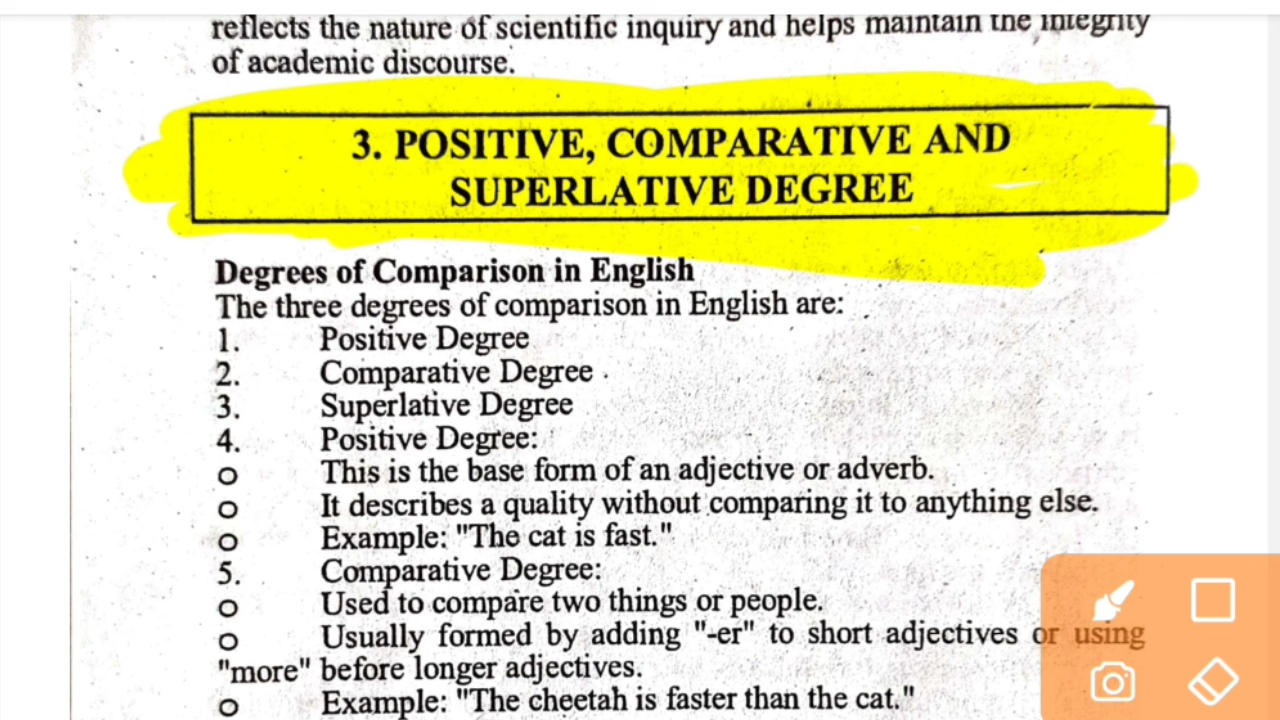 reflects the nature of scientific inquiry and helps maintain the integrity
of academic discourse.
3. POSITIVE, COMPARATIVE AND
SUPERLATIVE DEGREE
Degrees of Comparison in English
The three degrees of comparison in English are:
1. Positive Degree
2. Comparative Degree
3. Superlative Degree
4. Positive Degree:
o This is the base form of an adjective or adverb.
o It describes a quality without comparing it to anything else.
o Example: "The cat is fast."
5. Comparative Degree:
o Used to compare two things or people.
o Usually formed by adding "-er" to short adjectives or using
"more" before longer adjectives.
o Example: "The cheetah is faster than the cat."